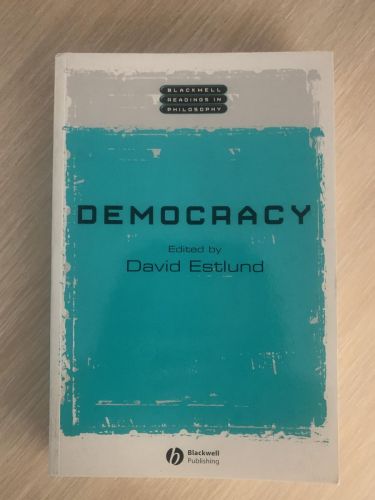 BLACKWELL
READINGS IN
PHILOSOPHY
DEMOCRACY
Edited by
David Estlund
Blackwell
Publishing